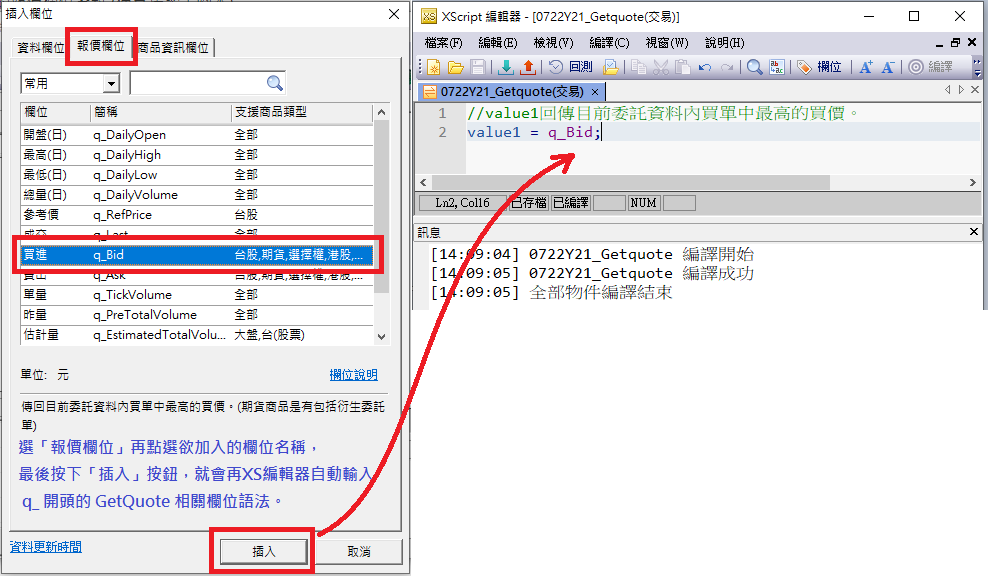 插入欄位
資料欄位 報價欄位 商品資訊欄位
常用
欄位 簡稱 支援商品類型
開盤(日) q_DailyOpen 全部
最高(日) q_DailyHigh 全部
最低(日) q_DailyLow 全部
總量(日) q_DailyVolume 全部
參考價 q_RefPrice 台股
成交 q_Last 全部
買進 q_Bid 台股,期貨,選擇權,港股,...
賣出 q_Ask 台股,期貨,選擇權,港股,...
單量 q_TickVolume 全部
昨量 q_PreTotalVolume 全部
估計量 q_EstimatedTotalVolu... 大盤,台(股票)
單位: 元 欄位說明
傳回目前委託資料內買單中最高的買價。(期貨商品是有包括衍生委託
單)
選「報價欄位」再點選欲加入的欄位名稱，
最後按下「插入」按鈕，就會再XS編輯器自動輸入
q_ 開頭的 GetQuote 相關欄位語法。
資料更新時間
插入 取消
XScript 編輯器 - [0722Y21_Getquote(交易)]
檔案(F) 編輯(E) 檢視(V) 編譯(C) 視窗(W) 說明(H)
回測 欄位 A A 編譯
0722Y21_Getquote(交易) ×
1 //value1回傳目前委託資料內買單中最高的買價。
2 value1 = q_Bid;
Ln2, Col16 已存檔 已編譯 NUM
訊息
[14:09:04] 0722Y21_Getquote 編譯開始
[14:09:05] 0722Y21_Getquote 編譯成功
[14:09:05] 全部物件編譯結束